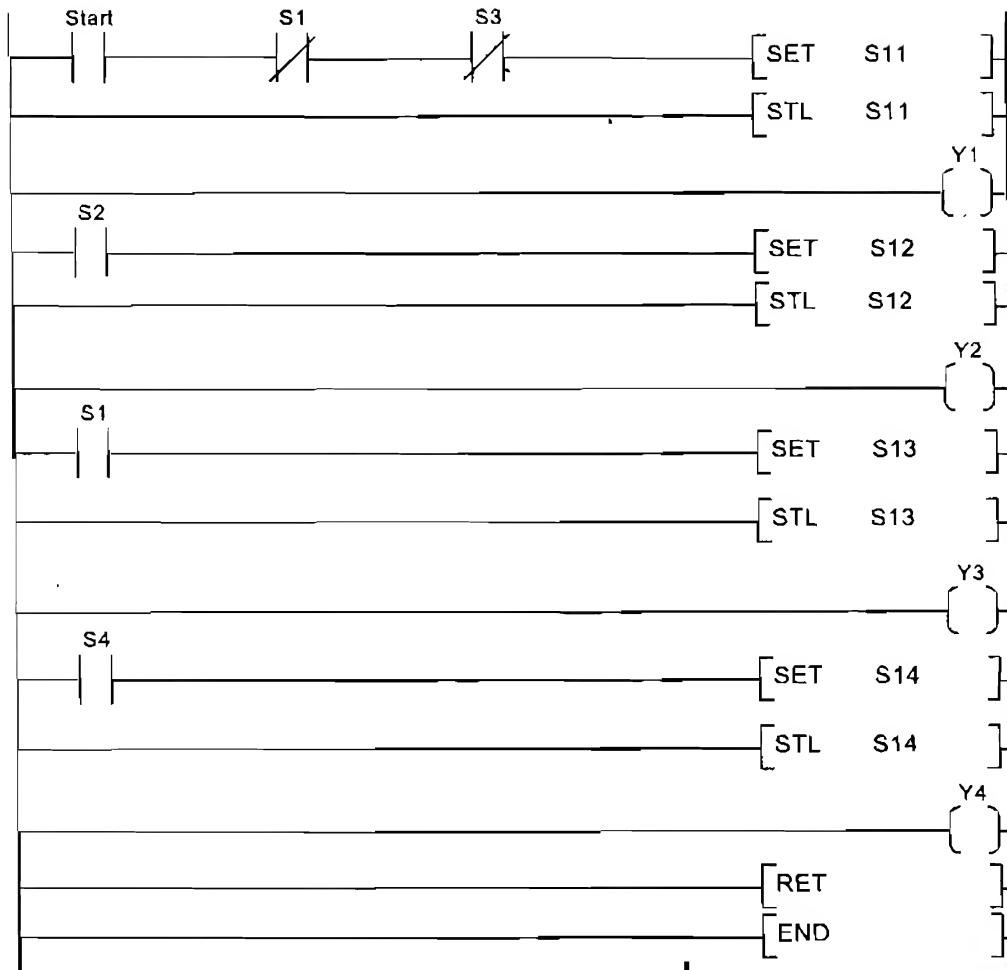 Start S1 S3
SET S11
STL S11
Y1
S2
SET S12
STL S12
Y2
S1
SET S13
STL S13
Y3
S4
SET S14
STL S14
Y4
RET
END